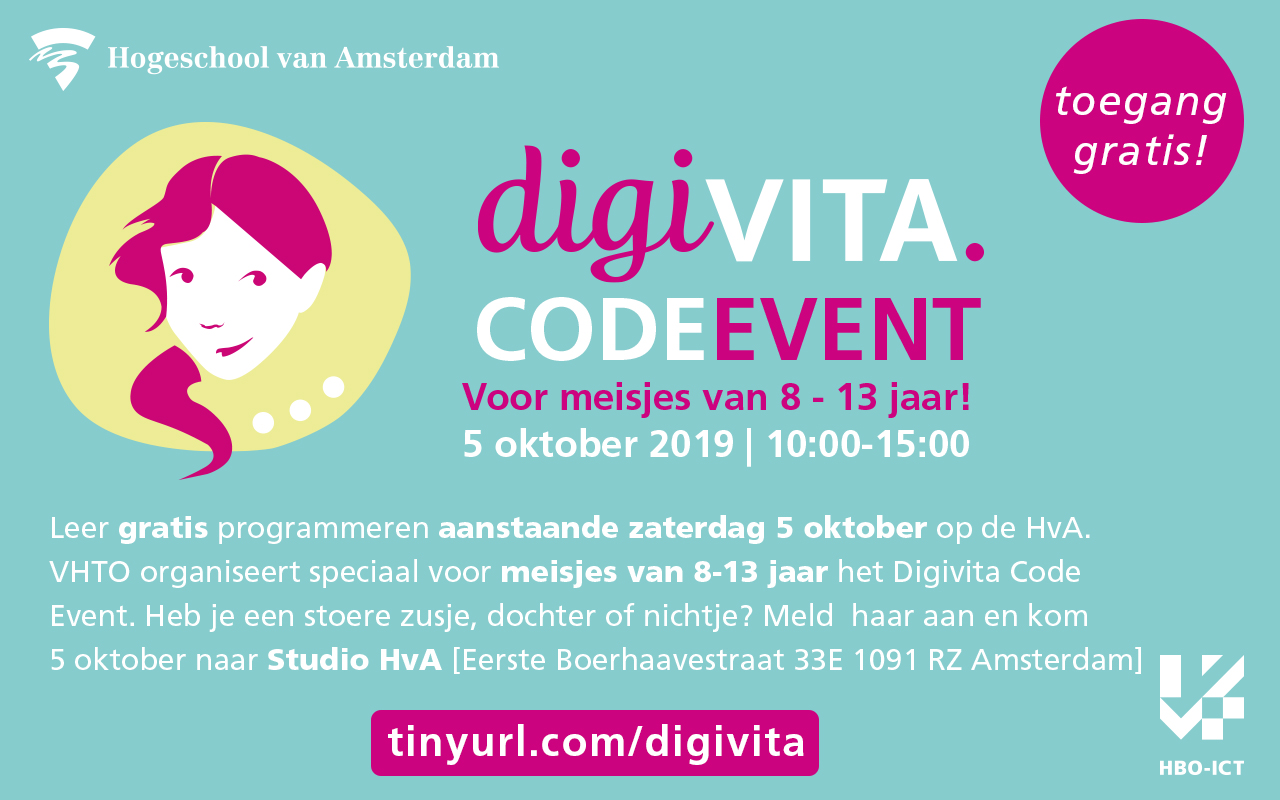 Hogeschool van Amsterdam
toegang
gratis!
digiVITA.
CODEEVENT
Voor meisjes van 8 - 13 jaar!
5 oktober 2019 | 10:00-15:00
Leer gratis programmeren aanstaande zaterdag 5 oktober op de HvA.
VHTO organiseert speciaal voor meisjes van 8-13 jaar het Digivita Code
Event. Heb je een stoere zusje, dochter of nichtje? Meld  haar aan en kom
5 oktober naar Studio HvA [Eerste Boerhaavestraat 33E 1091 RZ Amsterdam]
tinyurl.com/digivita
HBO-ICT